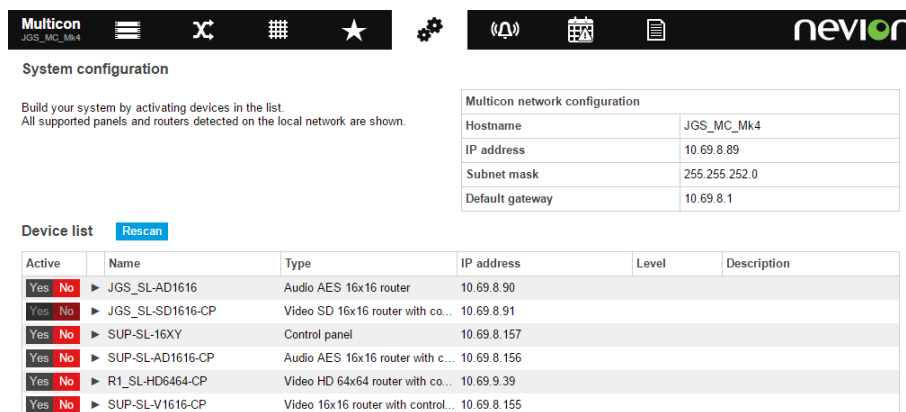 Multicon
JGS_MC_Mk4
nevion
System configuration
Build your system by activating devices in the list.
All supported panels and routers detected on the local network are shown.
Multicon network configuration
Hostname JGS_MC_Mk4
IP address 10.69.8.89
Subnet mask 255.255.252.0
Default gateway 10.69.8.1
Device list Rescan
Active Name Type IP address Level Description
Yes No JGS_SL-AD1616 Audio AES 16x16 router 10.69.8.90
Yes No JGS_SL-SD1616-CP Video SD 16x16 router with co... 10.69.8.91
Yes No SUP-SL-16XY Control panel 10.69.8.157
Yes No SUP-SL-AD1616-CP Audio AES 16x16 router with c... 10.69.8.156
Yes No R1_SL-HD6464-CP Video HD 64x64 router with co... 10.69.9.39
Yes No SUP-SL-V1616-CP Video 16x16 router with control... 10.69.8.155